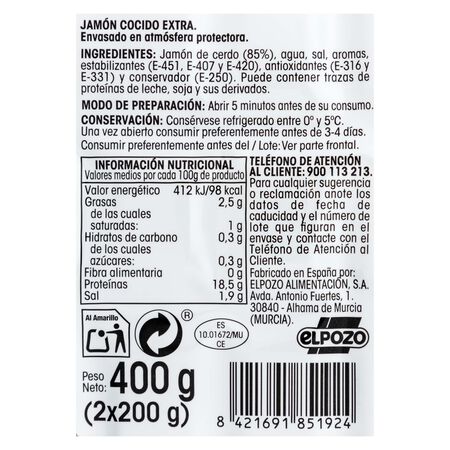 JAMÓN COCIDO EXTRA.
Envasado en atmósfera protectora.
INGREDIENTES: Jamón de cerdo (85%), agua, sal, aromas,
estabilizantes (E-451, E-407 y E-420), antioxidantes (E-316 y
E-331) y conservador (E-250). Puede contener trazas de
proteínas de leche, soja y sus derivados.
MODO DE PREPARACIÓN: Abrir 5 minutos antes de su consumo.
CONSERVACIÓN: Consérvese refrigerado entre 0º y 5ºC.
Una vez abierto consumir preferentemente antes de 3-4 días.
Consumir preferentemente antes del / Lote: Ver parte frontal.
INFORMACIÓN NUTRICIONAL
Valores medios por cada 100g de producto
Valor energético 412 kJ/98 kcal
Grasas 2,5 g
de las cuales
saturadas: 1 g
Hidratos de carbono 0,3 g
de los cuales
azúcares: 0,3 g
Fibra alimentaria 0 g
Proteínas 18,5 g
Sal 1,9 g
TELÉFONO DE ATENCIÓN
AL CLIENTE: 900 113 213.
Para cualquier sugerencia
o reclamación anote los
datos de fecha de
caducidad y el número de
lote que figuran en el
envase y contacte con el
Teléfono de Atención al
Cliente.
Fabricado en España por:
ELPOZO ALIMENTACIÓN, S.A.
Avda. Antonio Fuertes, 1.
30840 - Alhama de Murcia
(MURCIA).
Al Amarillo
®
ES
10.01672/MU
CE
ELPOZO
Peso
Neto: 400 g
(2x200 g)
8 421691 851924